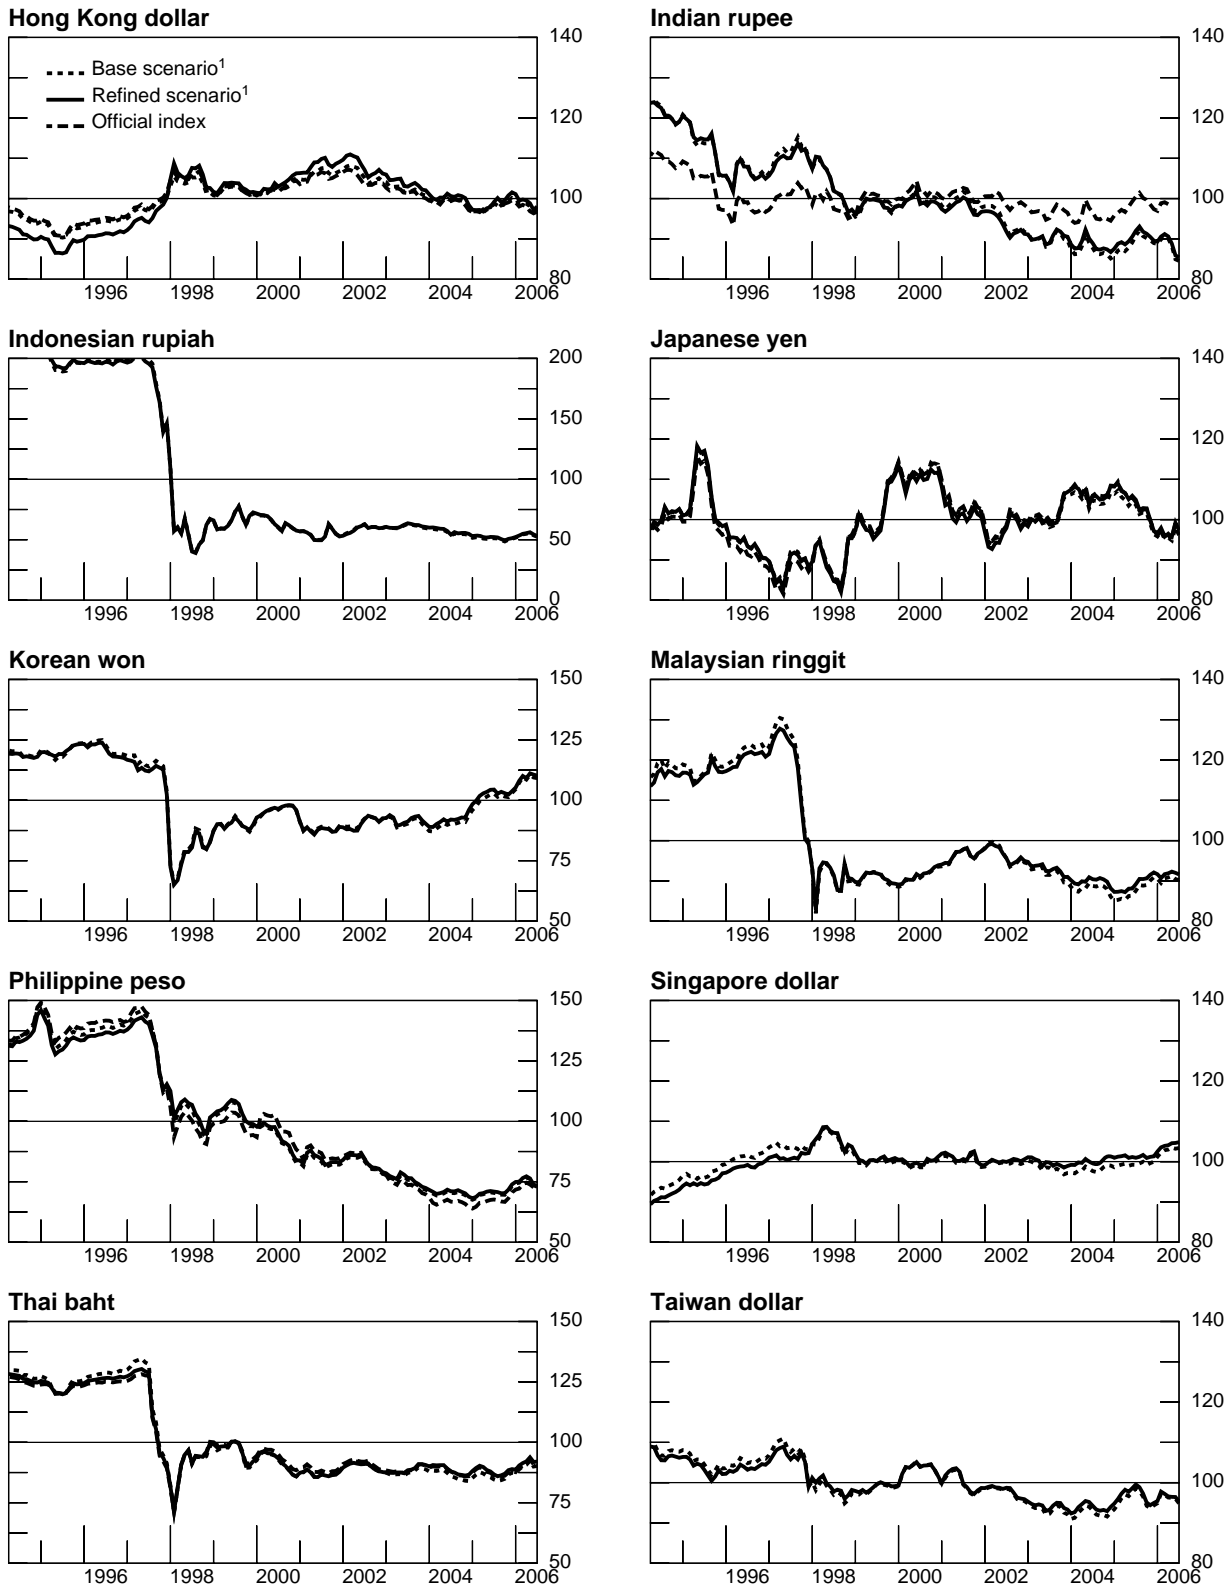 Hong Kong dollar
140
Base scenario¹
Refined scenario¹
Official index
120
100
80
1996 1998 2000 2002 2004 2006
Indian rupee
140
120
100
80
1996 1998 2000 2002 2004 2006
Indonesian rupiah
200
150
100
50
0
1996 1998 2000 2002 2004 2006
Japanese yen
140
120
100
80
1996 1998 2000 2002 2004 2006
Korean won
150
125
100
75
50
1996 1998 2000 2002 2004 2006
Malaysian ringgit
140
120
100
80
1996 1998 2000 2002 2004 2006
Philippine peso
150
125
100
75
50
1996 1998 2000 2002 2004 2006
Singapore dollar
140
120
100
80
1996 1998 2000 2002 2004 2006
Thai baht
150
125
100
75
50
1996 1998 2000 2002 2004 2006
Taiwan dollar
140
120
100
80
1996 1998 2000 2002 2004 2006